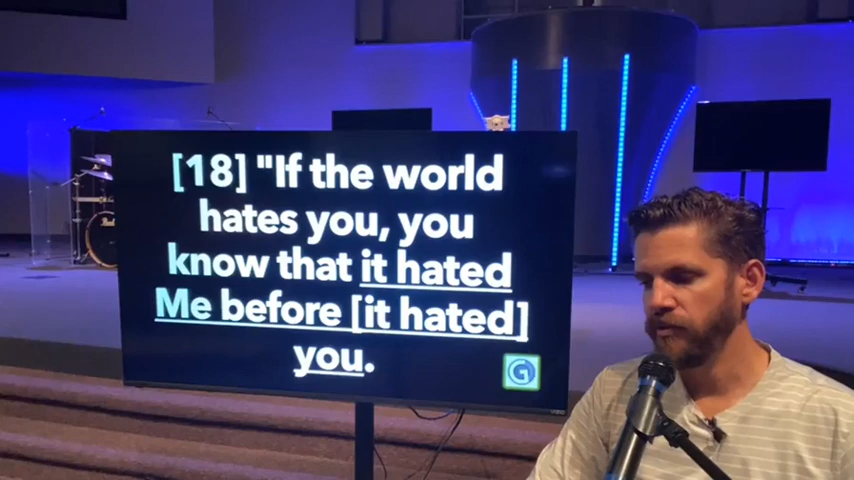 [18] "If the world
hates you, you
know that it hated
Me before [it hated]
you.
G